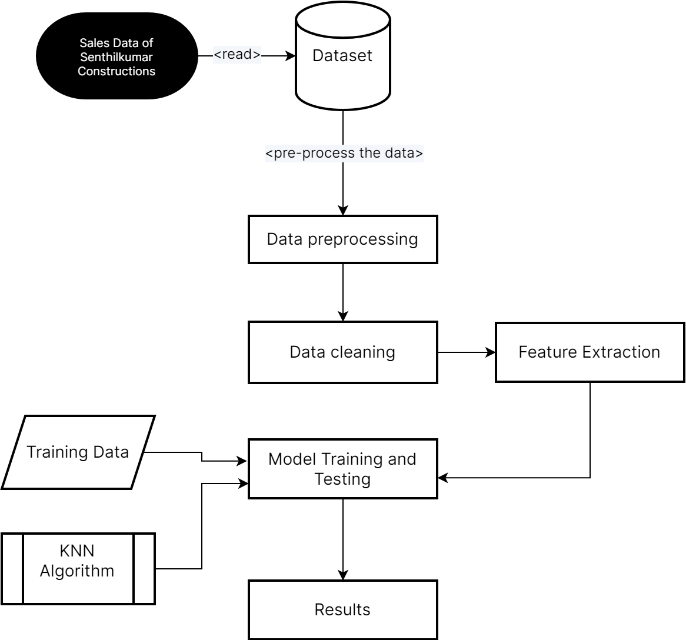 Sales Data of
Senthilkumar
Constructions
<read>
Dataset
<pre-process the data>
Data preprocessing
Data cleaning
Feature Extraction
Training Data
Model Training and
Testing
KNN
Algorithm
Results